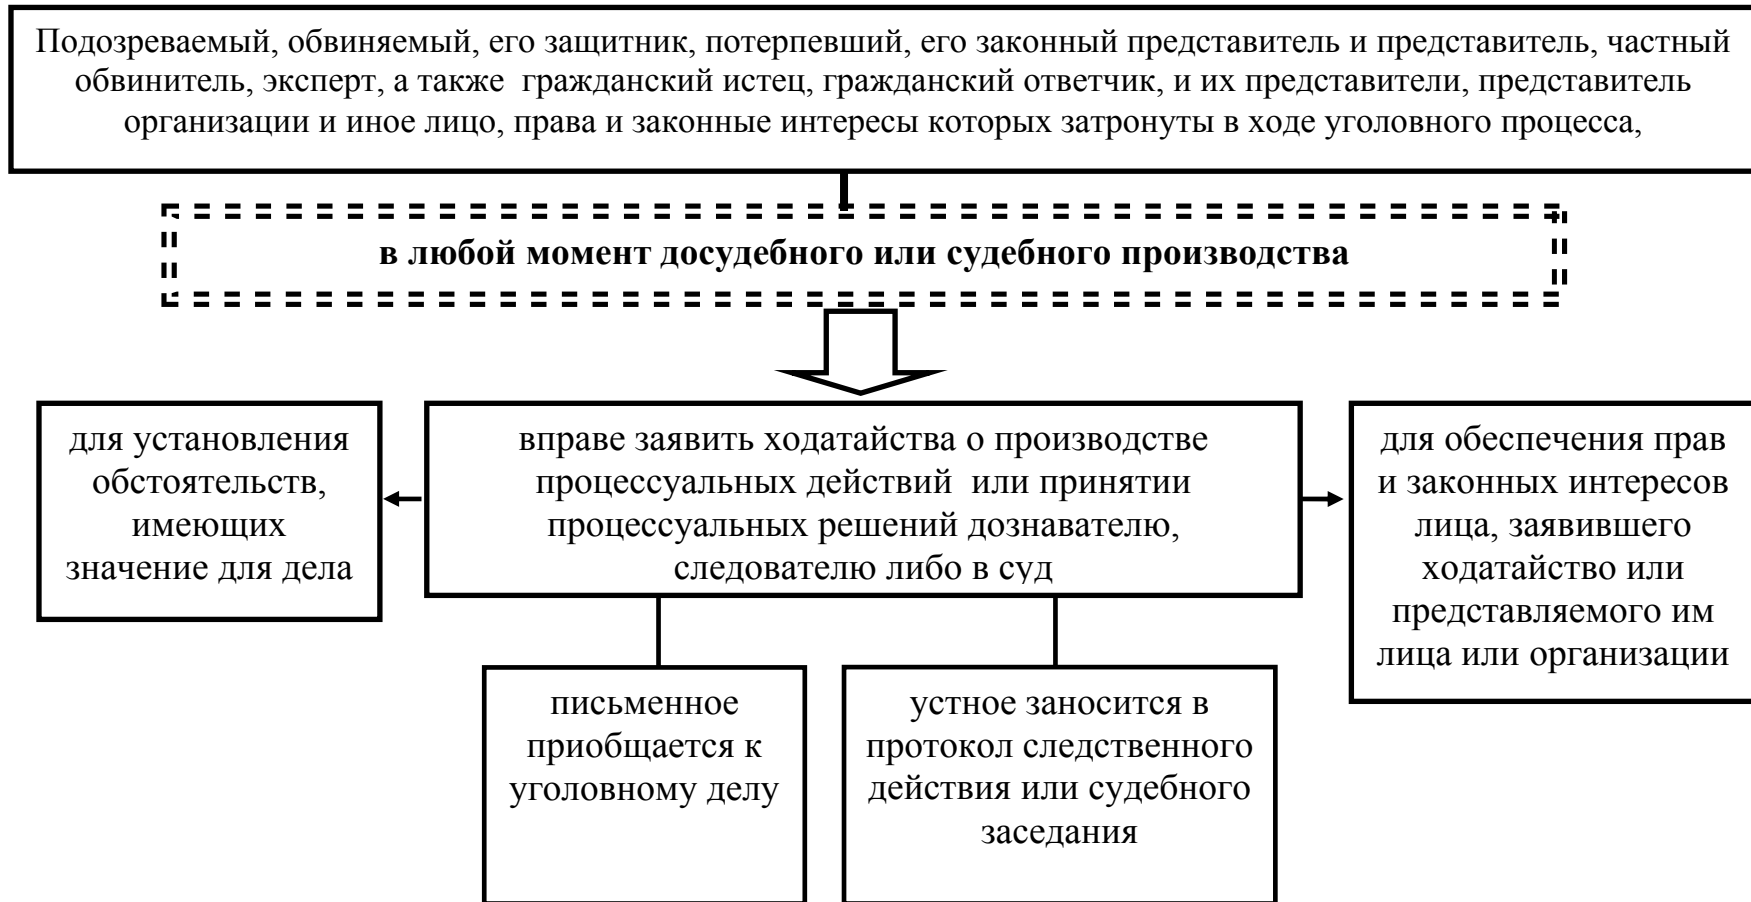 Подозреваемый, обвиняемый, его защитник, потерпевший, его законный представитель и представитель, частный
обвинитель, эксперт, а также гражданский истец, гражданский ответчик, и их представители, представитель
организации и иное лицо, права и законные интересы которых затронуты в ходе уголовного процесса,
в любой момент досудебного или судебного производства
для установления
обстоятельств,
имеющих
значение для дела
вправе заявить ходатайства о производстве
процессуальных действий или принятии
процессуальных решений дознавателю,
следователю либо в суд
для обеспечения прав
и законных интересов
лица, заявившего
ходатайство или
представляемого им
лица или организации
письменное
приобщается к
уголовному делу
устное заносится в
протокол следственного
действия или судебного
заседания